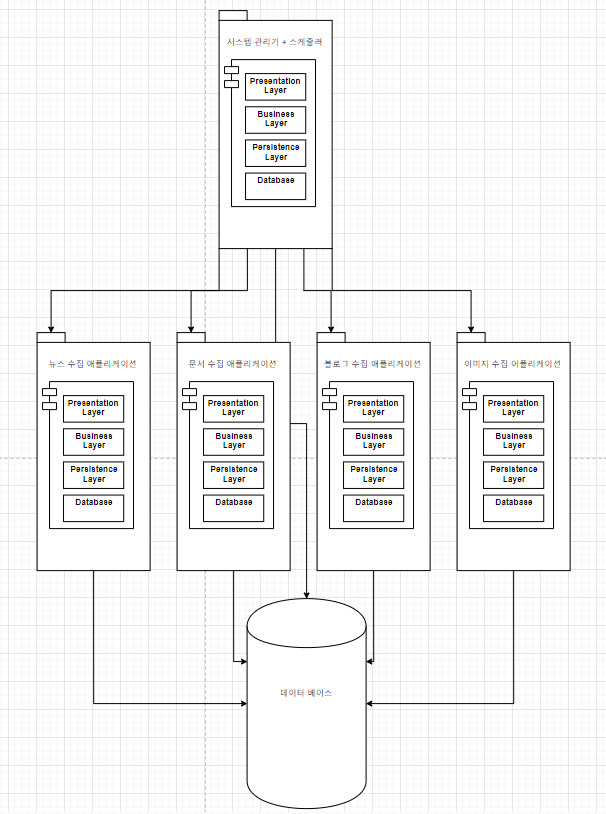 시스템 관리기 + 스케줄러
Presentation
Layer
Business
Layer
Persistence
Layer
Database
뉴스 수집 애플리케이션
Presentation
Layer
Business
Layer
Persistence
Layer
Database
문서 수집 애플리케이션
Presentation
Layer
Business
Layer
Persistence
Layer
Database
블로그 수집 애플리케이션
Presentation
Layer
Business
Layer
Persistence
Layer
Database
이미지 수집 어플리케이션
Presentation
Layer
Business
Layer
Persistence
Layer
Database
데이터 베이스